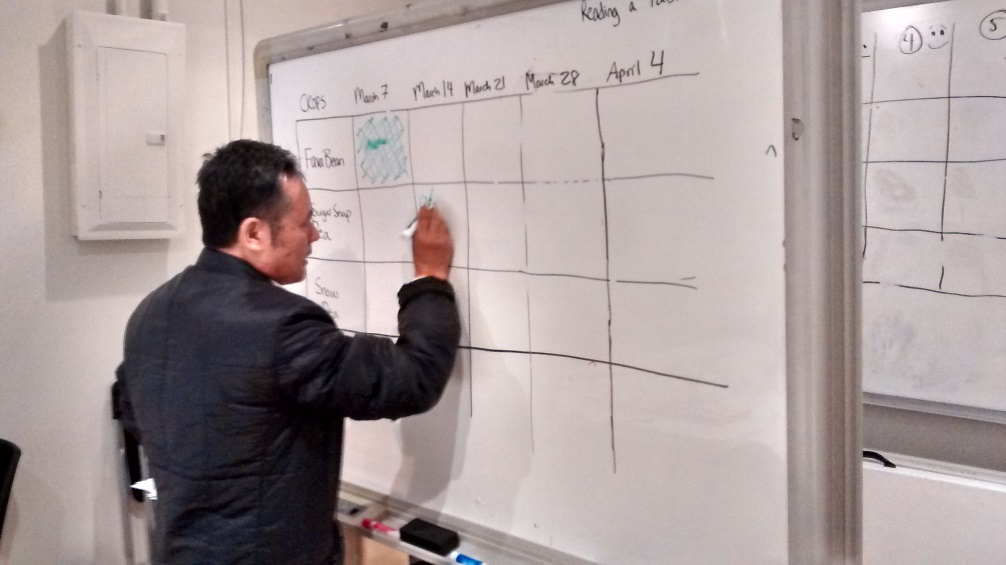 Reading a
CROPS March 7 March 14 March 21 March 28 April 4
Fava Bean
Sugar Snap
Pea
Snow
4
5